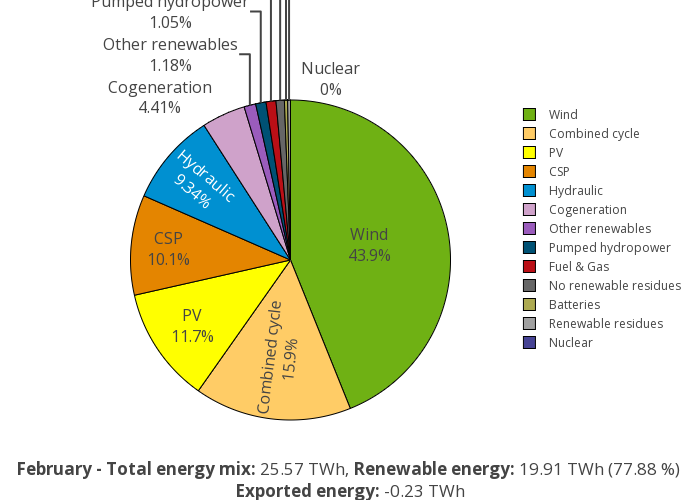 Pumped hydropower
1.05%
Other renewables
1.18%
Cogeneration
4.41%
Nuclear
0%
Hydraulic
9.34%
Wind
43.9%
CSP
10.1%
PV
11.7%
Combined cycle
15.9%
Wind
Combined cycle
PV
CSP
Hydraulic
Cogeneration
Other renewables
Pumped hydropower
Fuel & Gas
No renewable residues
Batteries
Renewable residues
Nuclear
February - Total energy mix: 25.57 TWh, Renewable energy: 19.91 TWh (77.88 %)
Exported energy: -0.23 TWh